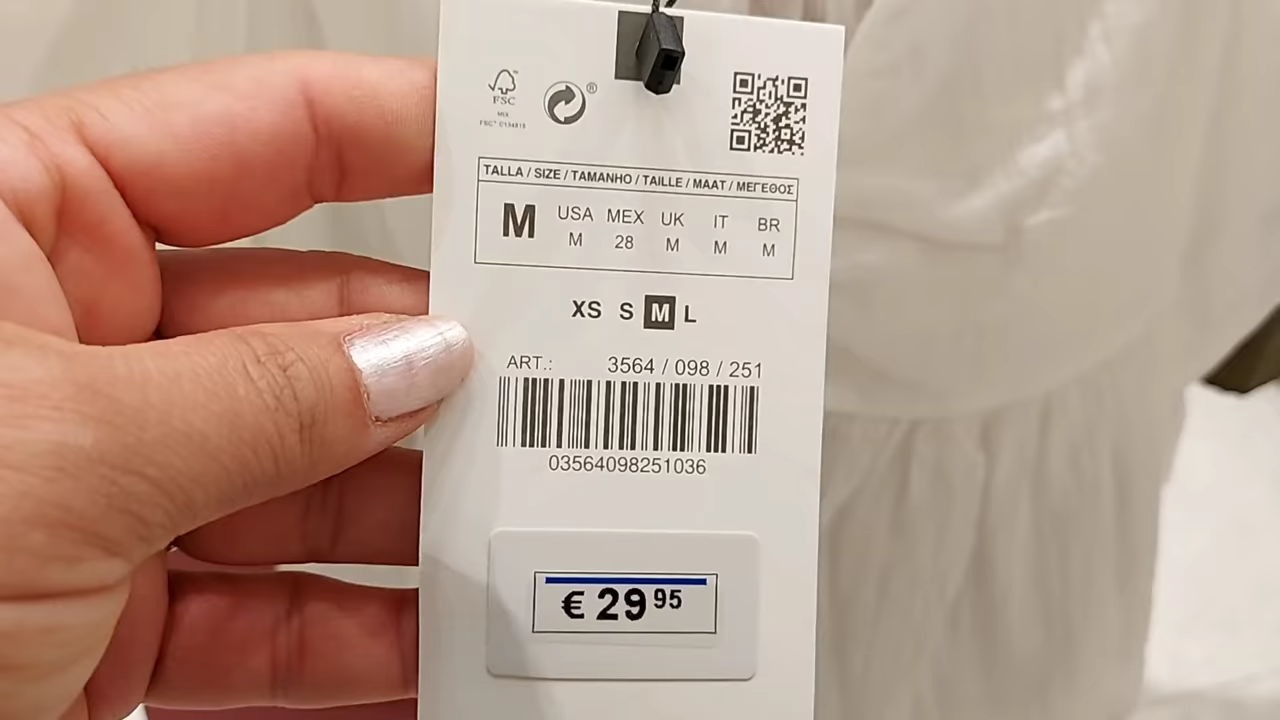 FSC
MIX
®
TALLA / SIZE / TAMANHO / TAILLE / MAAT / ΜΕΓΕΘΟΣ
M USA MEX UK IT BR
M 28 M M M
XS S M L
ART.: 3564 / 098 / 251
03564098251036
€ 29 95